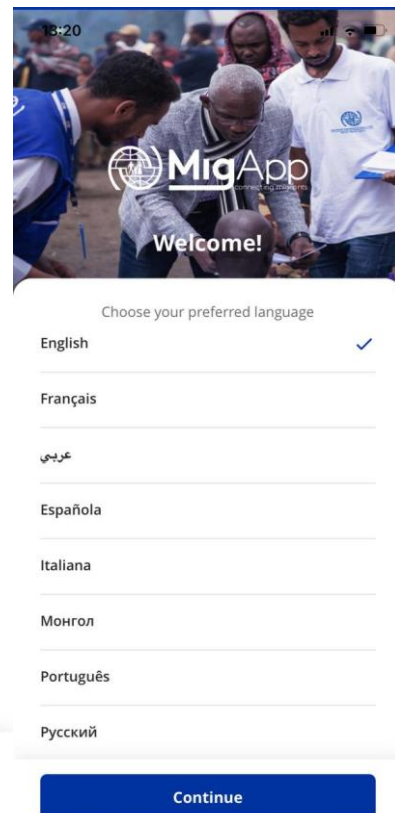 13:20
MigApp
connecting migrants
Welcome!
Choose your preferred language
English
Français
عربي
Española
Italiana
Монгол
Português
Русский
Continue